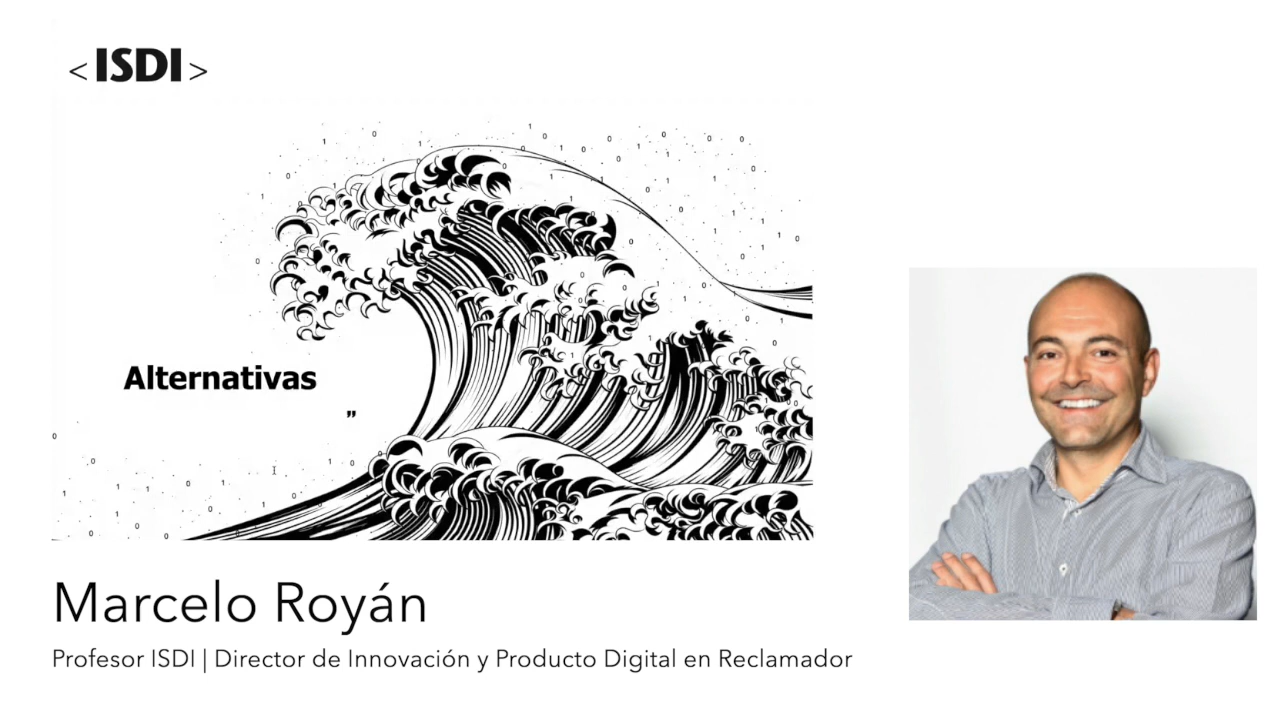 <ISDI>
Alternativas
”
Marcelo Royán
Profesor ISDI | Director de Innovación y Producto Digital en Reclamador